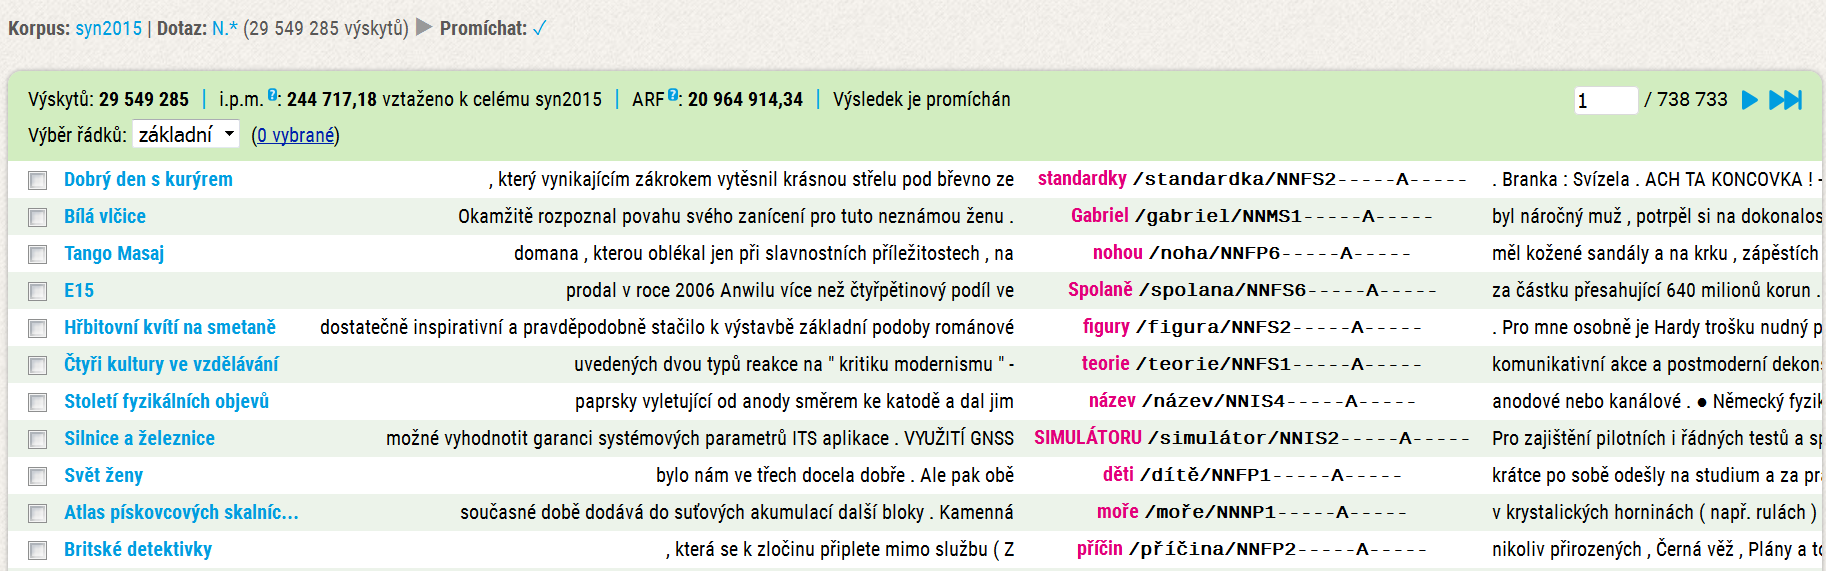 Korpus: syn2015 | Dotaz: N.* (29 549 285 výskytů) ▶ Promíchat: ✓
Výskytů: 29 549 285 | i.p.m. ?: 244 717,18 vztaženo k celému syn2015 | ARF ?: 20 964 914,34 | Výsledek je promíchán 1 / 738 733
Výběr řádků: základní (0 vybrané)
Dobrý den s kurýrem , který vynikajícím zákrokem vytěsnil krásnou střelu pod břevno ze standardky /standardka/NNFS2-----A----- . Branka : Svízela . ACH TA KONCOVKA ! -
Bílá vlčice Okamžitě rozpoznal povahu svého zanícení pro tuto neznámou ženu . Gabriel /gabriel/NNMS1-----A----- byl náročný muž , potrpěl si na dokonalos
Tango Masaj domana , kterou oblékal jen při slavnostních příležitostech , na nohou /noha/NNFP6-----A----- měl kožené sandály a na krku , zápěstích
E15 prodal v roce 2006 Anwilu více než čtyřpětinový podíl ve Spolaně /spolana/NNFS6-----A----- za částku přesahující 640 milionů korun .
Hřbitovní kvítí na smetaně dostatečně inspirativní a pravděpodobně stačilo k výstavbě základní podoby románové figury /figura/NNFS2-----A----- . Pro mne osobně je Hardy trošku nudný p
Čtyři kultury ve vzdělávání uvedených dvou typů reakce na " kritiku modernismu " - teorie /teorie/NNFS1-----A----- komunikativní akce a postmoderní dekons
Století fyzikálních objevů paprsky vyletující od anody směrem ke katodě a dal jim název /název/NNIS4-----A----- anodové nebo kanálové . ● Německý fyzik
Silnice a železnice možné vyhodnotit garanci systémových parametrů ITS aplikace . VYUŽITÍ GNSS SIMULÁTORU /simulátor/NNIS2-----A----- Pro zajištění pilotních i řádných testů a sp
Svět ženy bylo nám ve třech docela dobře . Ale pak obě děti /dítě/NNFP1-----A----- krátce po sobě odešly na studium a za pra
Atlas pískovcových skalníc... současné době dodává do suťových akumulací další bloky . Kamenná moře /moře/NNNP1-----A----- v krystalických horninách ( např. rulách )
Britské detektivky , která se k zločinu připlete mimo službu ( Z příčin /příčina/NNFP2-----A----- nikoliv přirozených , Černá věž , Plány a to